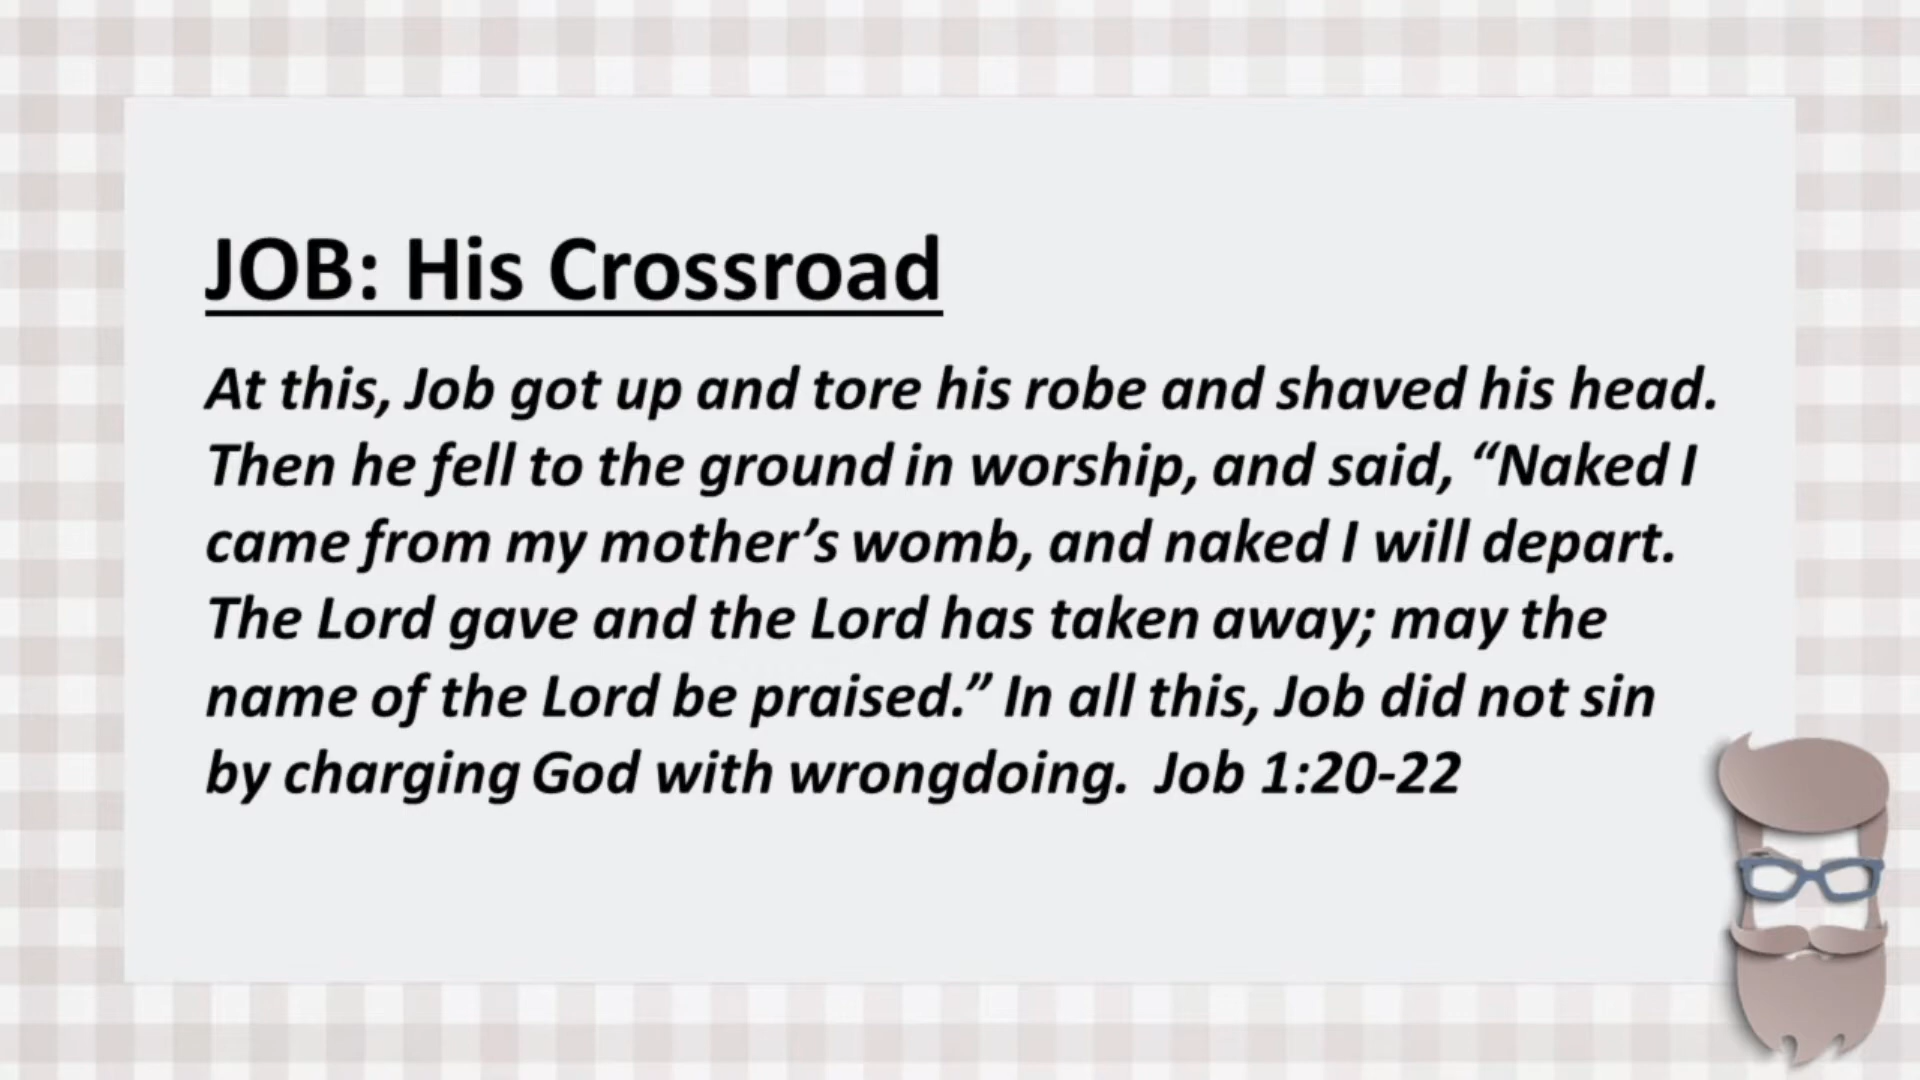 JOB: His Crossroad
At this, Job got up and tore his robe and shaved his head.
Then he fell to the ground in worship, and said, “Naked I
came from my mother’s womb, and naked I will depart.
The Lord gave and the Lord has taken away; may the
name of the Lord be praised.” In all this, Job did not sin
by charging God with wrongdoing.  Job 1:20-22